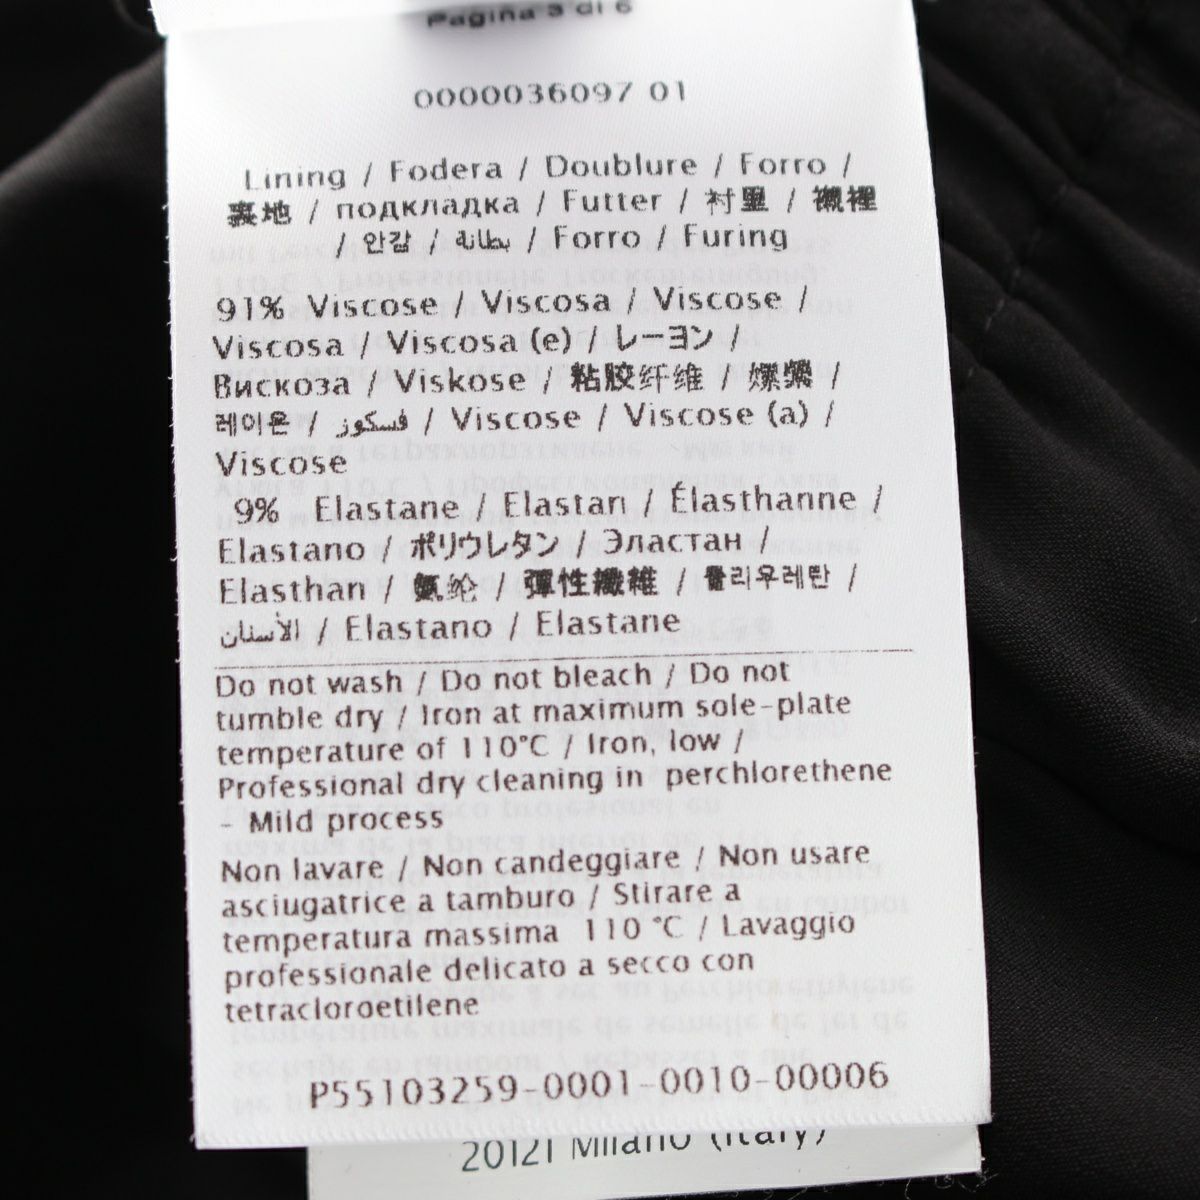 Pagina 3 di 6
0000036097 01
Lining / Fodera / Doublure / Forro /
裏地 / подкладка / Futter / 衬里 / 襯裡
/ 안감 / بطانة / Forro / Furing
91% Viscose / Viscosa / Viscose /
Viscosa / Viscosa (e) / レーヨン /
Вискоза / Viskose / 粘胶纤维 / 嫘縈 /
레이온 / فسكوز / Viscose / Viscose (a) /
Viscose
9% Elastane / Elastan / Élasthanne /
Elastano / ポリウレタン / Эластан /
Elasthan / 氨纶 / 彈性纖維 / 폴리우레탄 /
الأستان / Elastano / Elastane
Do not wash / Do not bleach / Do not
tumble dry / Iron at maximum sole-plate
temperature of 110°C / Iron, low /
Professional dry cleaning in perchlorethene
- Mild process
Non lavare / Non candeggiare / Non usare
asciugatrice a tamburo / Stirare a
temperatura massima 110 °C / Lavaggio
professionale delicato a secco con
tetracloroetilene
P55103259-0001-0010-00006
20121 Milano (Italy)